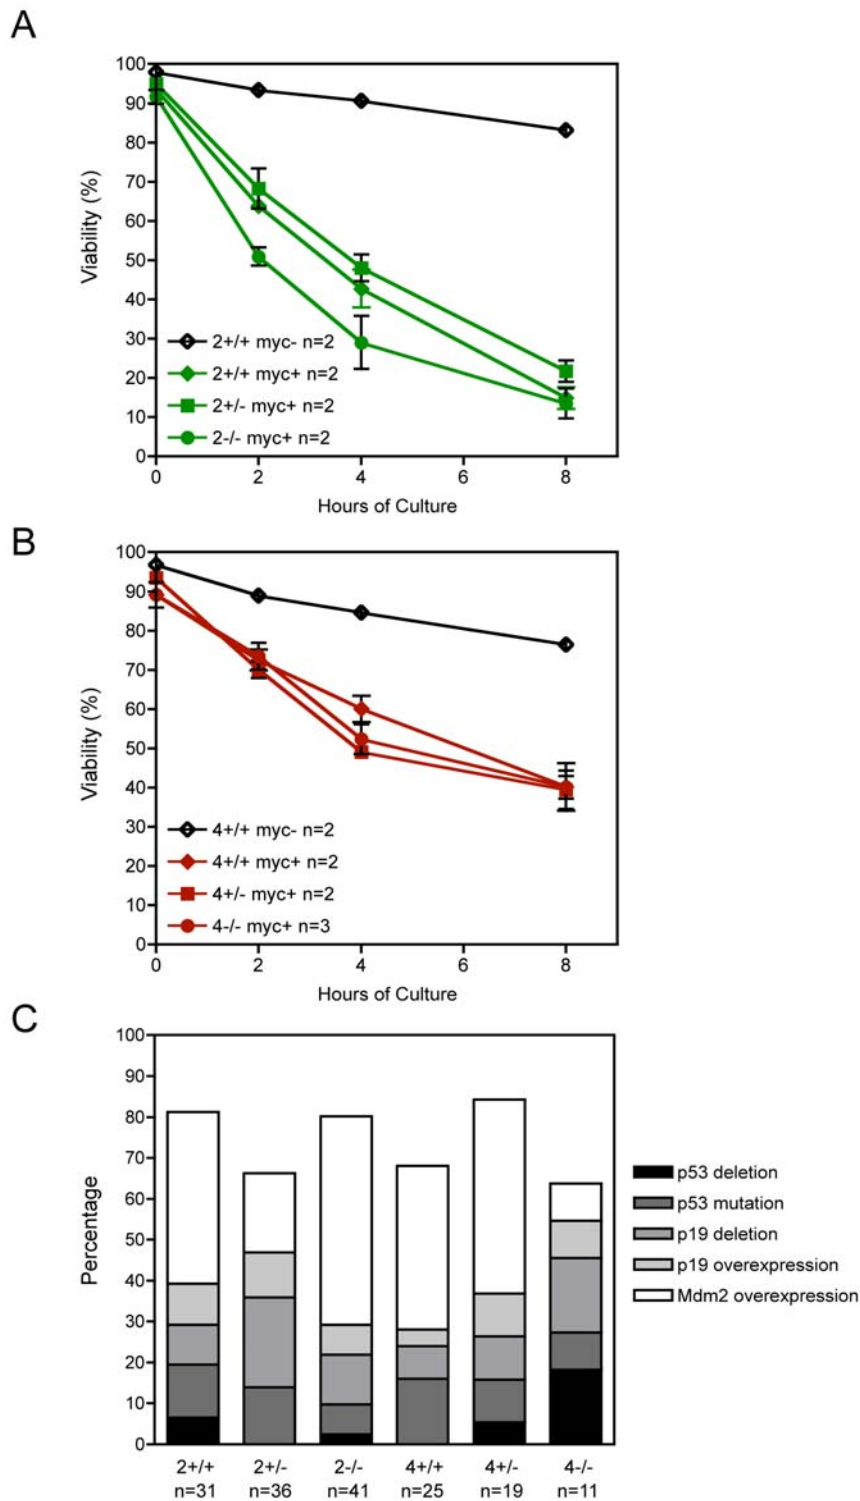 A
100
90
80
70
60
50
40
30
20
10
0
Viability (%)
2+/+ myc- n=2
2+/+ myc+ n=2
2+/- myc+ n=2
2-/- myc+ n=2
0 2 4 6 8
Hours of Culture
B
100
90
80
70
60
50
40
30
20
10
0
Viability (%)
4+/+ myc- n=2
4+/+ myc+ n=2
4+/- myc+ n=2
4-/- myc+ n=3
0 2 4 6 8
Hours of Culture
C
100
90
80
70
60
50
40
30
20
10
0
Percentage
p53 deletion
p53 mutation
p19 deletion
p19 overexpression
Mdm2 overexpression
2+/+ 2+/- 2-/- 4+/+ 4+/- 4-/-
n=31 n=36 n=41 n=25 n=19 n=11